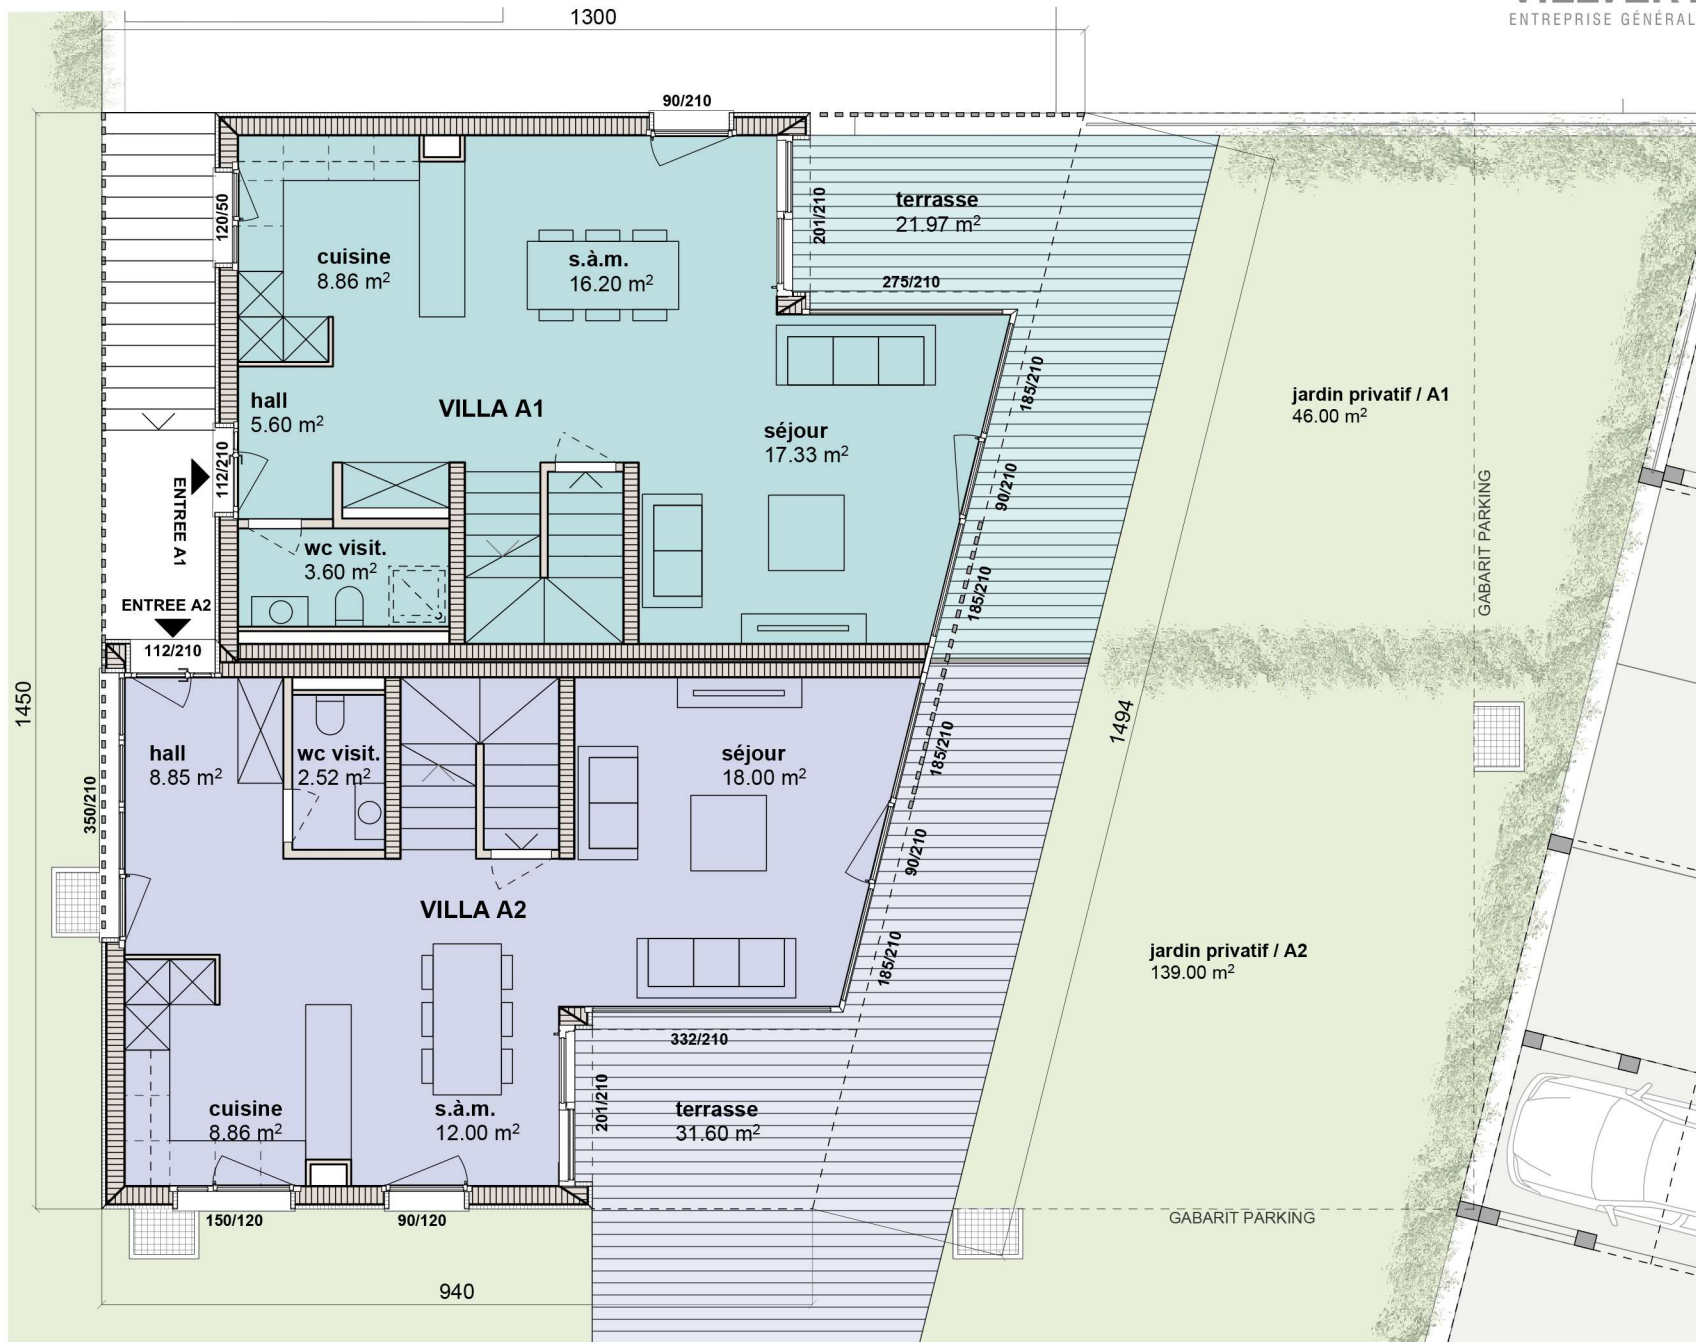 ENTREPRISE GÉNÉRAL
1300
90/210
120/50
201/210
terrasse
21.97 m²
cuisine
8.86 m²
s.à.m.
16.20 m²
275/210
185/210
jardin privatif / A1
46.00 m²
hall
5.60 m²
VILLA A1
séjour
17.33 m²
112/210
ENTREE A1
90/210
GABARIT PARKING
wc visit.
3.60 m²
185/210
ENTREE A2
112/210
1450
1494
hall
8.85 m²
wc visit.
2.52 m²
séjour
18.00 m²
185/210
350/210
90/210
VILLA A2
185/210
jardin privatif / A2
139.00 m²
332/210
201/210
cuisine
8.86 m²
s.à.m.
12.00 m²
terrasse
31.60 m²
150/120
90/120
GABARIT PARKING
940